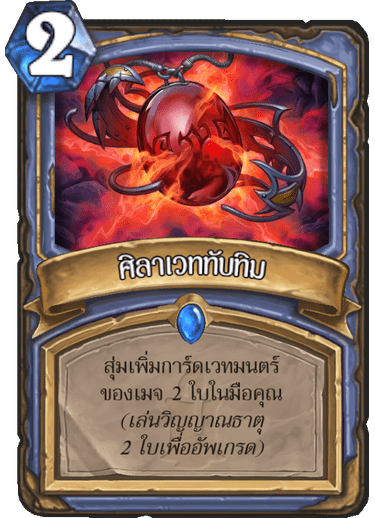 2
ศิลาเวททับทิม
สุ่มเพิ่มการ์ดเวทมนตร์
ของเมจ 2 ใบในมือคุณ
(เล่นวิญญาณธาตุ
2 ใบเพื่ออัพเกรด)